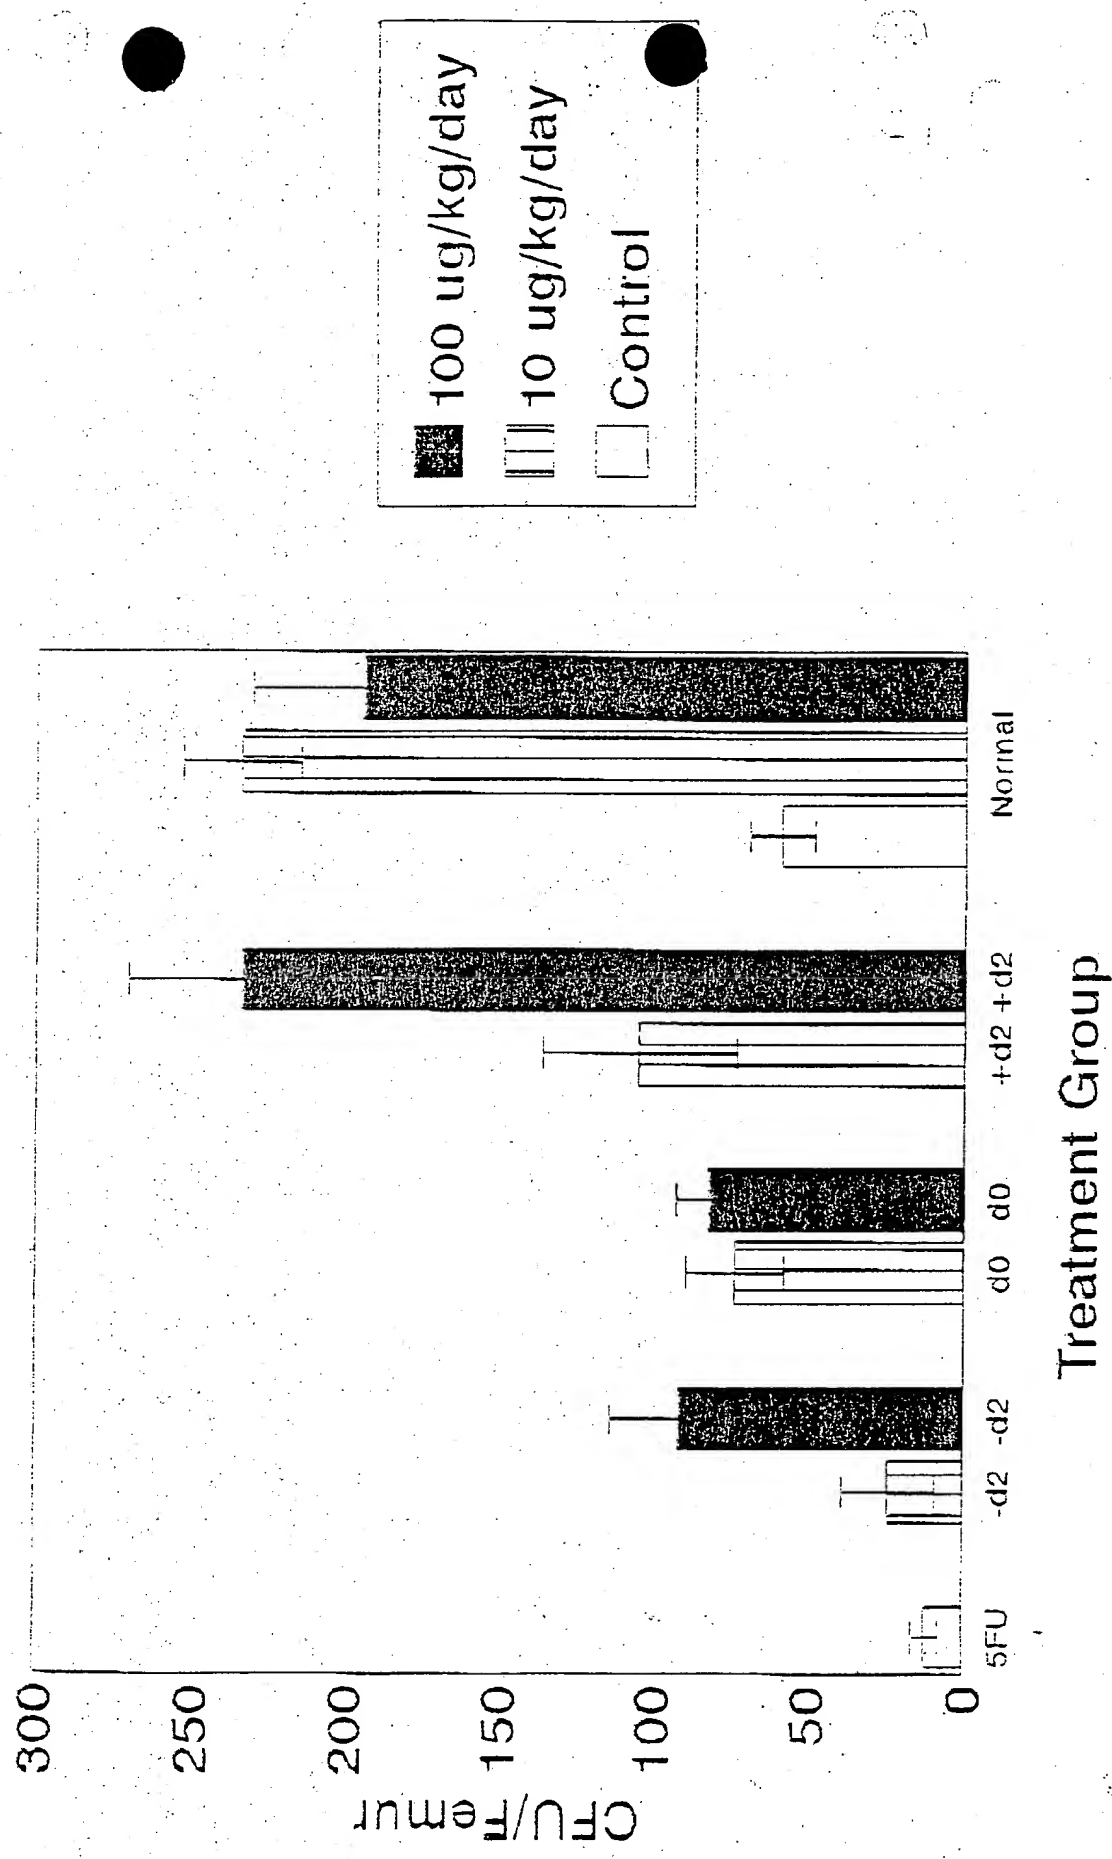 CFU/Femur
300
250
200
150
100
50
0
5FU
-d2
-d2
d0
d0
+d2
+d2
Normal
Treatment Group
100 ug/kg/day
10 ug/kg/day
Control